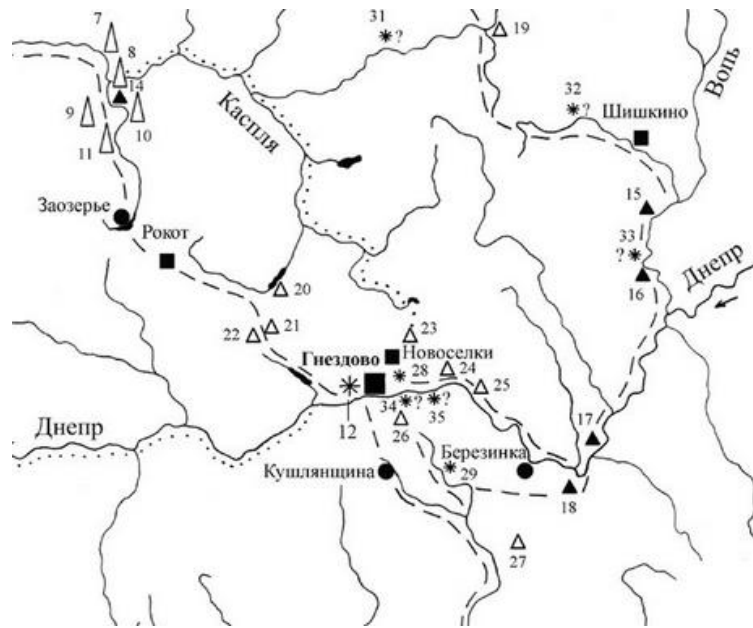 7
8
14
9
10
11
31
?
19
Каспля
32
?
Шишкино
Вопь
15
33
?
16
Днепр
Заозерье
Рокот
20
22
21
23
Гнездово
Новоселки
28
24
25
12
34
?
35
?
26
17
Днепр
Кушлянщина
29
Березинка
18
27